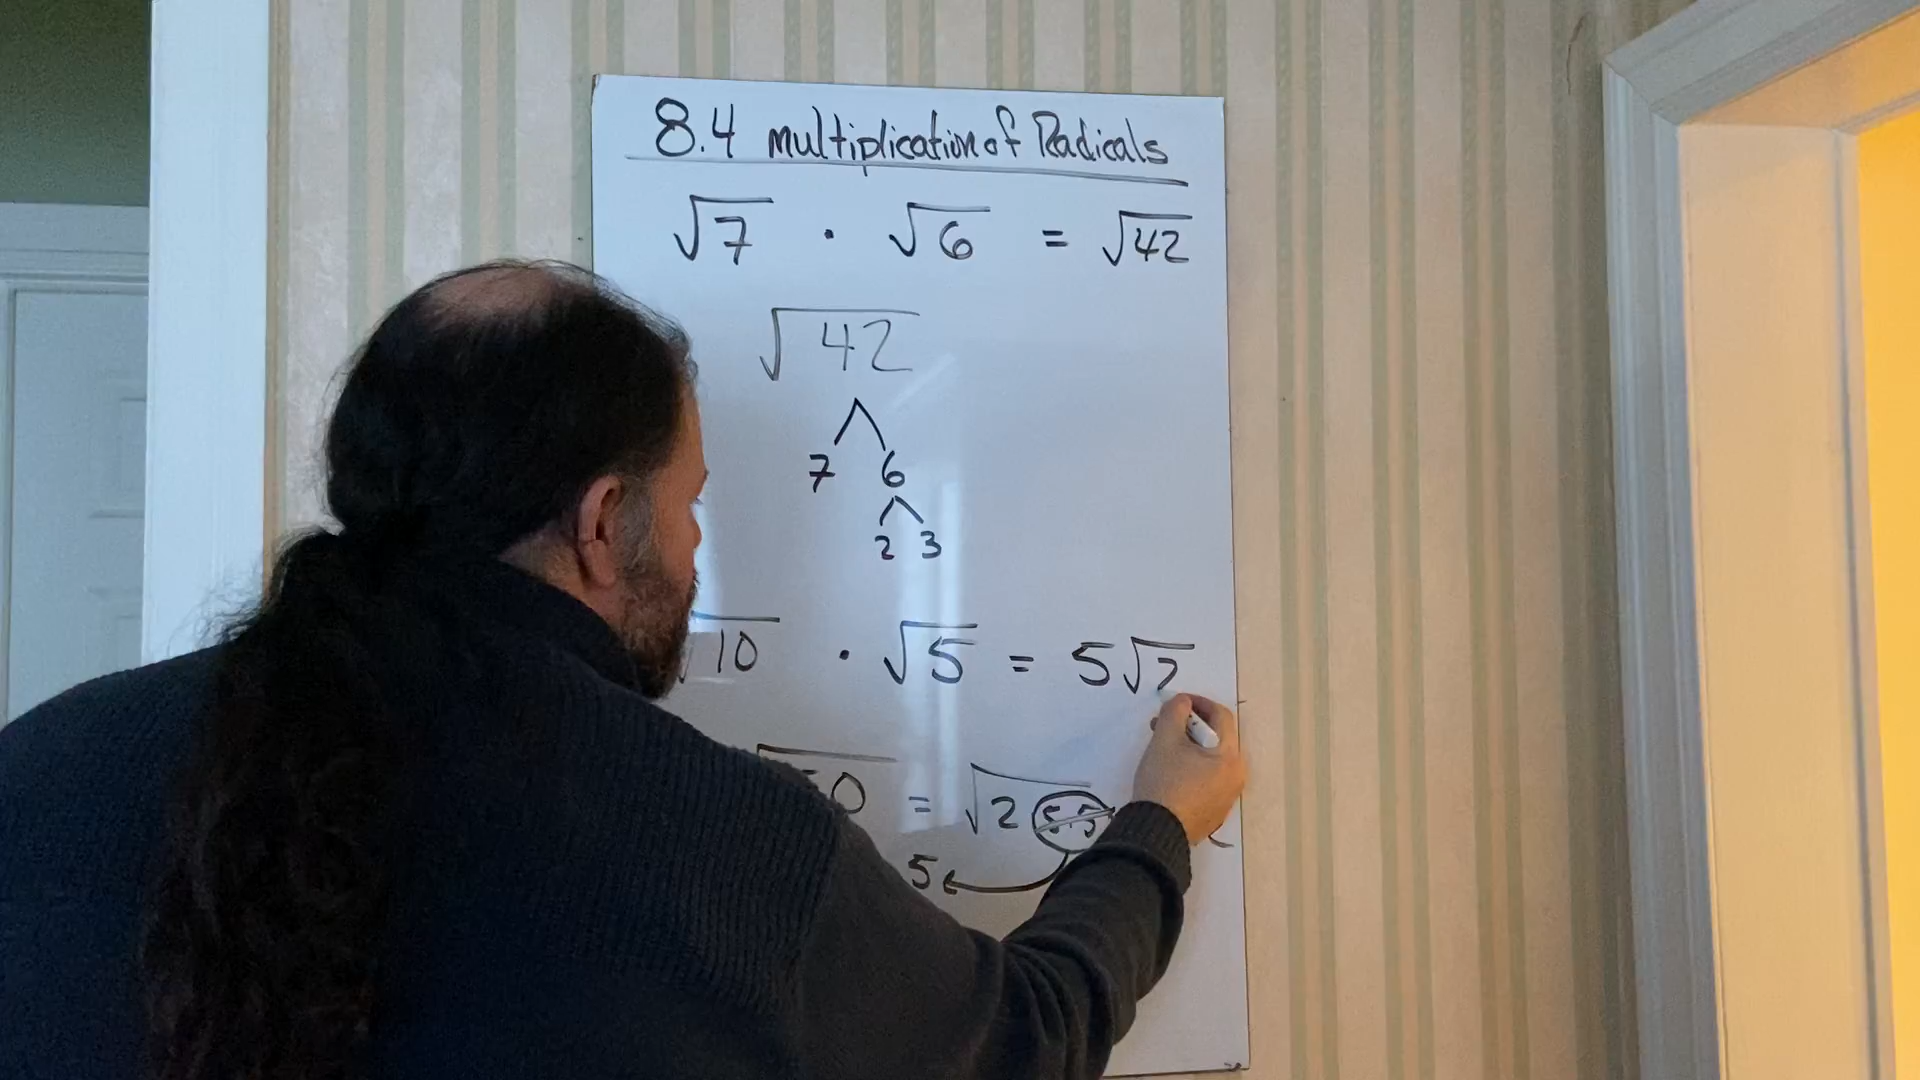 8.4 multiplication of Radicals
√7 · √6 = √42
√42
7 6
2 3
√10 · √5 = 5√2
0 = √2 5·5
5